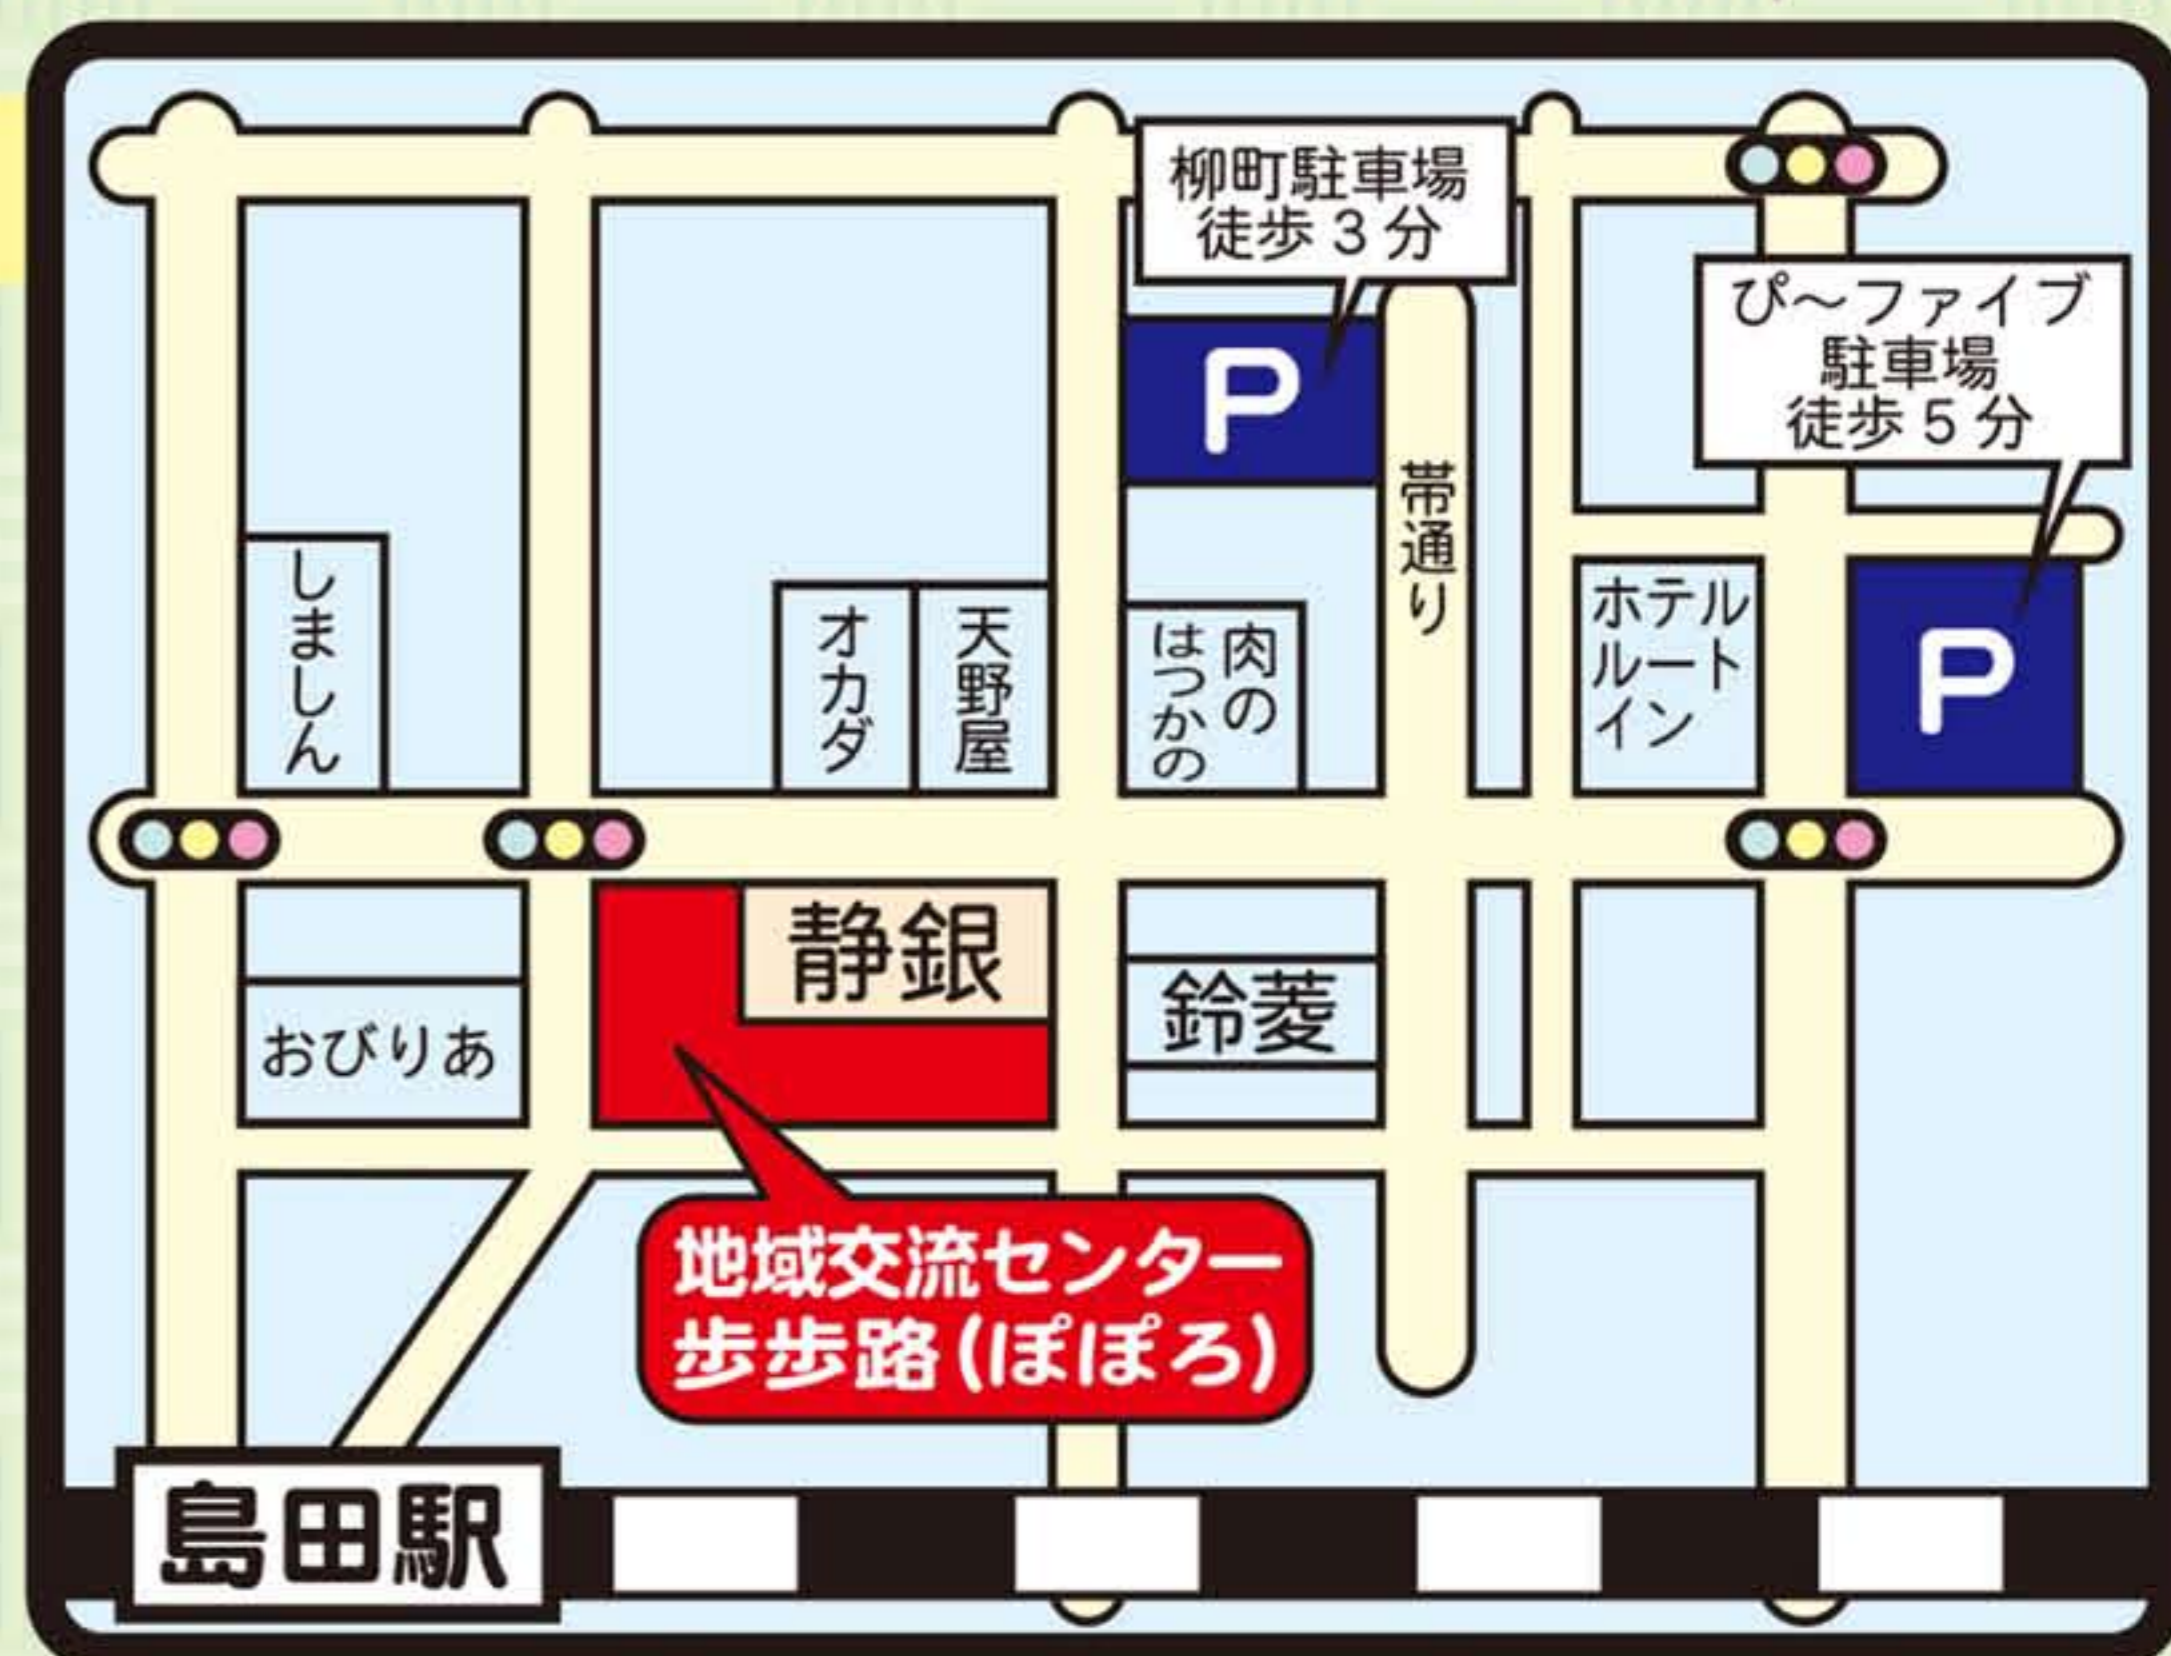 柳町駐車場
徒歩3分
ぴ～ファイブ
駐車場
徒歩5分
P
帯通り
しましん
オカダ
天野屋
肉の
はつかの
ホテル
ルート
イン
P
静銀
おびりあ
鈴菱
地域交流センター
歩歩路(ぽぽろ)
島田駅